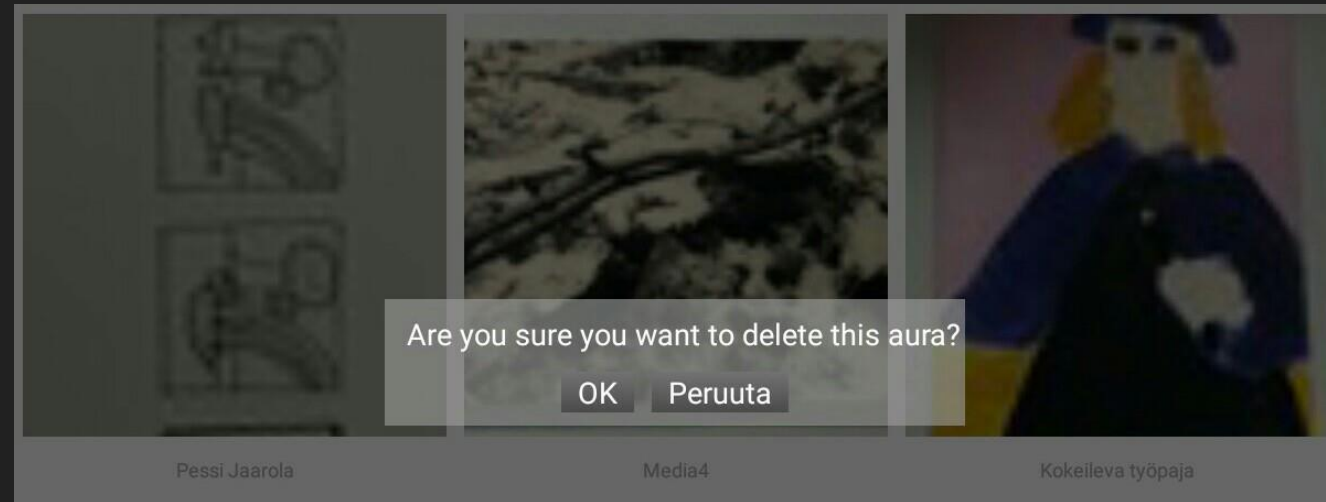 Are you sure you want to delete this aura?
OK Peruuta
Pessi Jaarola Media4 Kokeileva työpaja